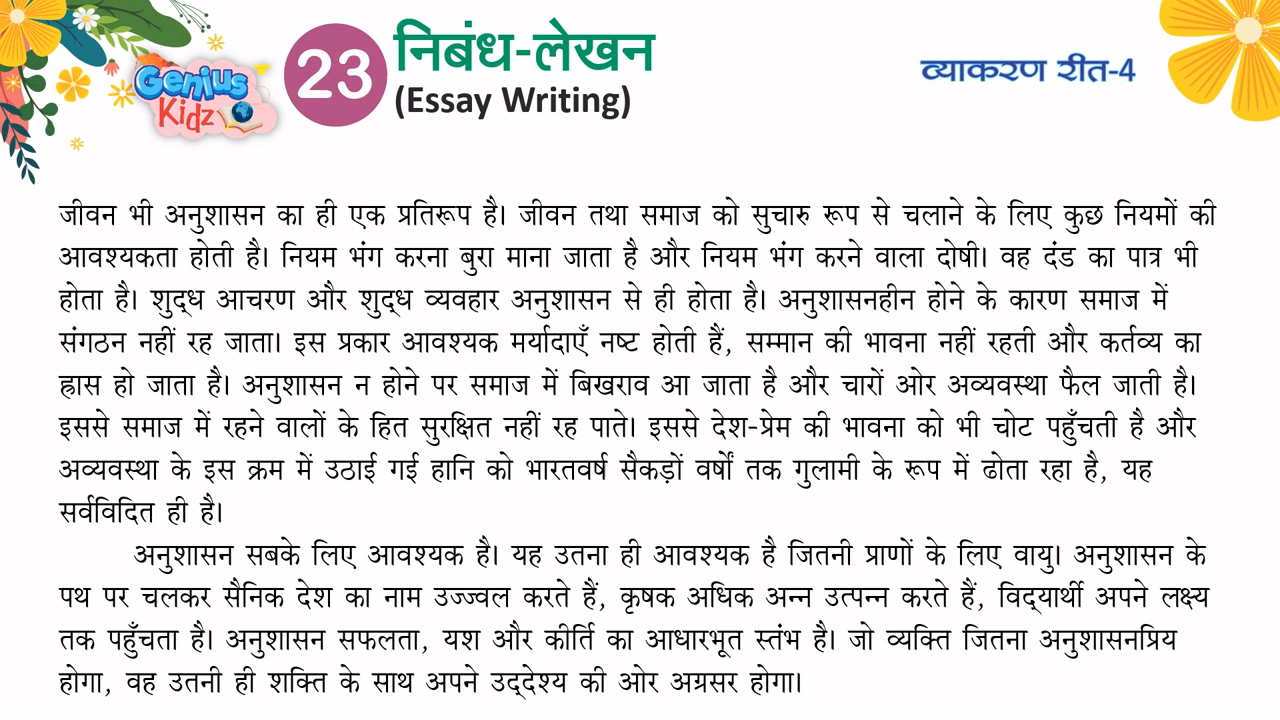 Genius
Kidz
23
निबंध-लेखन
(Essay Writing)
व्याकरण रीत-4
जीवन भी अनुशासन का ही एक प्रतिरूप है। जीवन तथा समाज को सुचारु रूप से चलाने के लिए कुछ नियमों की
आवश्यकता होती है। नियम भंग करना बुरा माना जाता है और नियम भंग करने वाला दोषी। वह दंड का पात्र भी
होता है। शुद्ध आचरण और शुद्ध व्यवहार अनुशासन से ही होता है। अनुशासनहीन होने के कारण समाज में
संगठन नहीं रह जाता। इस प्रकार आवश्यक मर्यादाएँ नष्ट होती हैं, सम्मान की भावना नहीं रहती और कर्तव्य का
ह्रास हो जाता है। अनुशासन न होने पर समाज में बिखराव आ जाता है और चारों ओर अव्यवस्था फैल जाती है।
इससे समाज में रहने वालों के हित सुरक्षित नहीं रह पाते। इससे देश-प्रेम की भावना को भी चोट पहुँचती है और
अव्यवस्था के इस क्रम में उठाई गई हानि को भारतवर्ष सैकड़ों वर्षों तक गुलामी के रूप में ढोता रहा है, यह
सर्वविदित ही है।
अनुशासन सबके लिए आवश्यक है। यह उतना ही आवश्यक है जितनी प्राणों के लिए वायु। अनुशासन के
पथ पर चलकर सैनिक देश का नाम उज्ज्वल करते हैं, कृषक अधिक अन्न उत्पन्न करते हैं, विद्यार्थी अपने लक्ष्य
तक पहुँचता है। अनुशासन सफलता, यश और कीर्ति का आधारभूत स्तंभ है। जो व्यक्ति जितना अनुशासनप्रिय
होगा, वह उतनी ही शक्ति के साथ अपने उद्देश्य की ओर अग्रसर होगा।